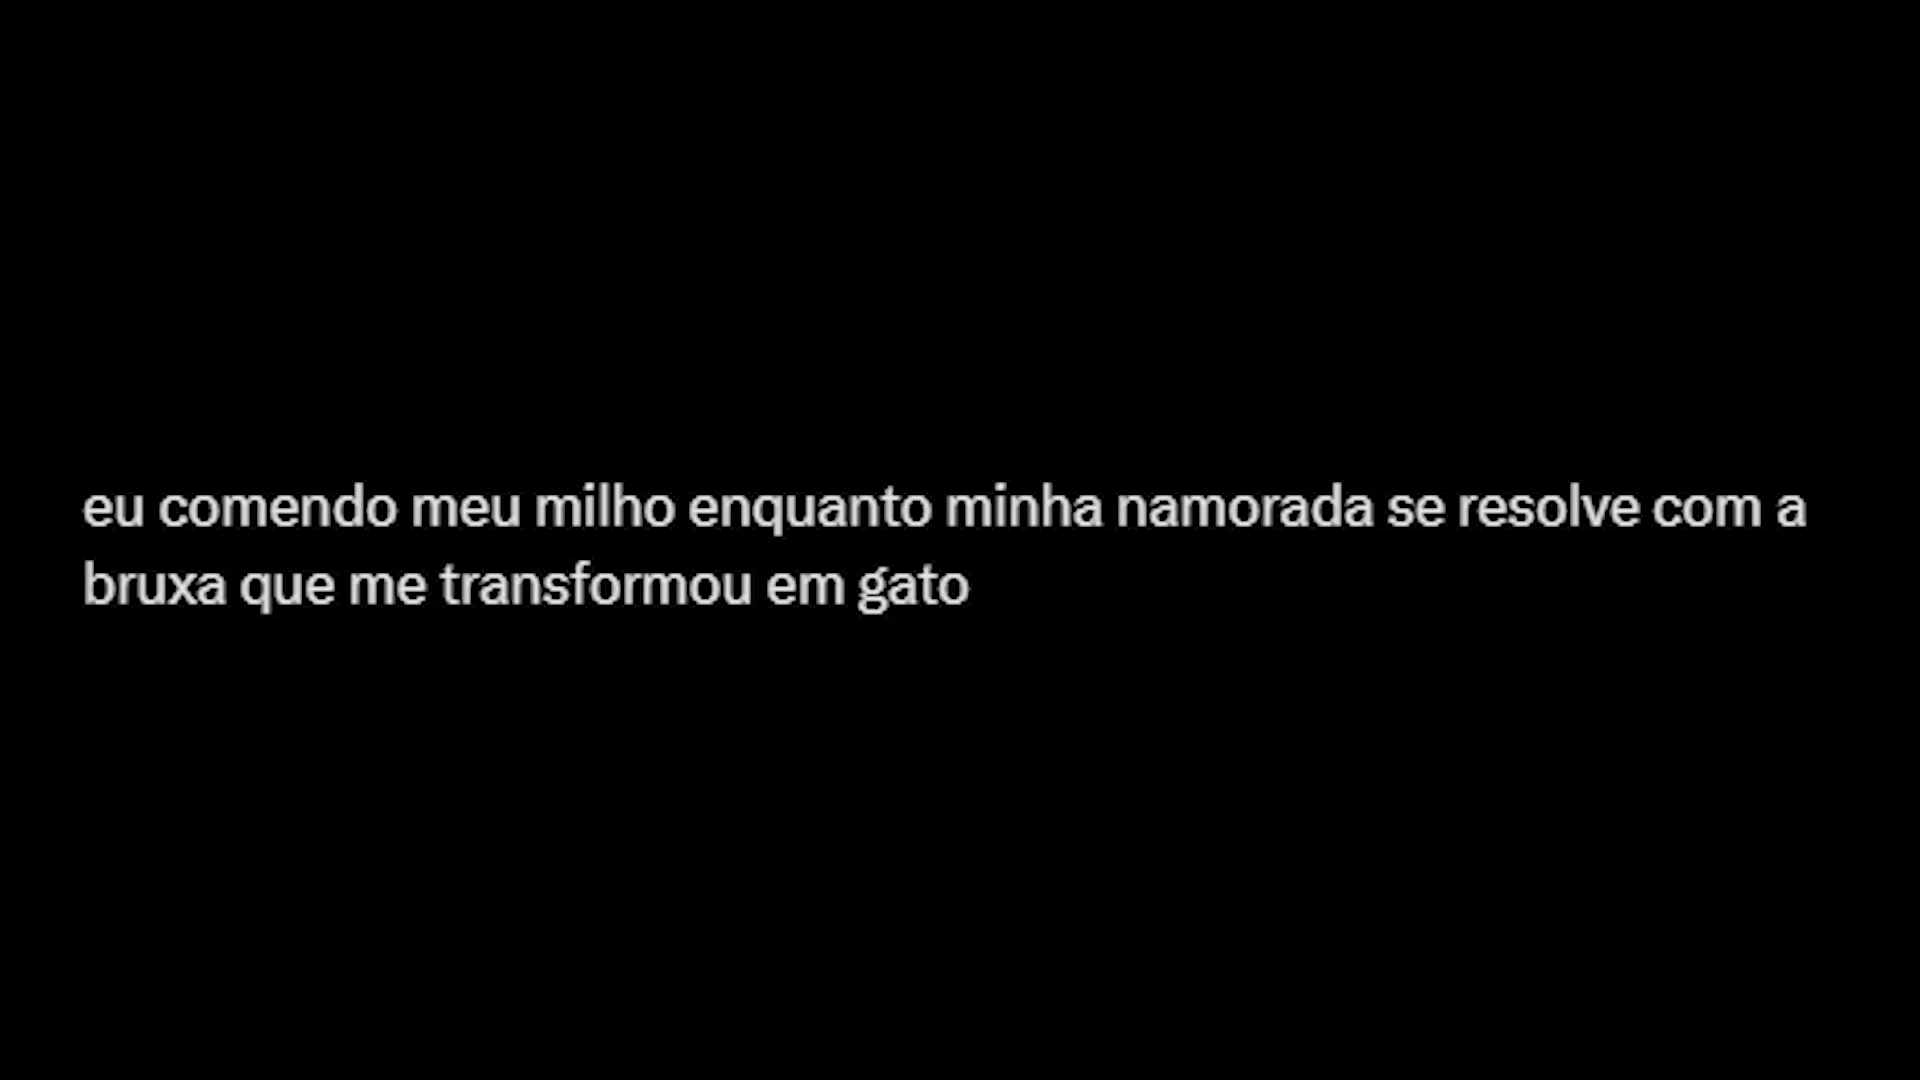 eu comendo meu milho enquanto minha namorada se resolve com a
bruxa que me transformou em gato